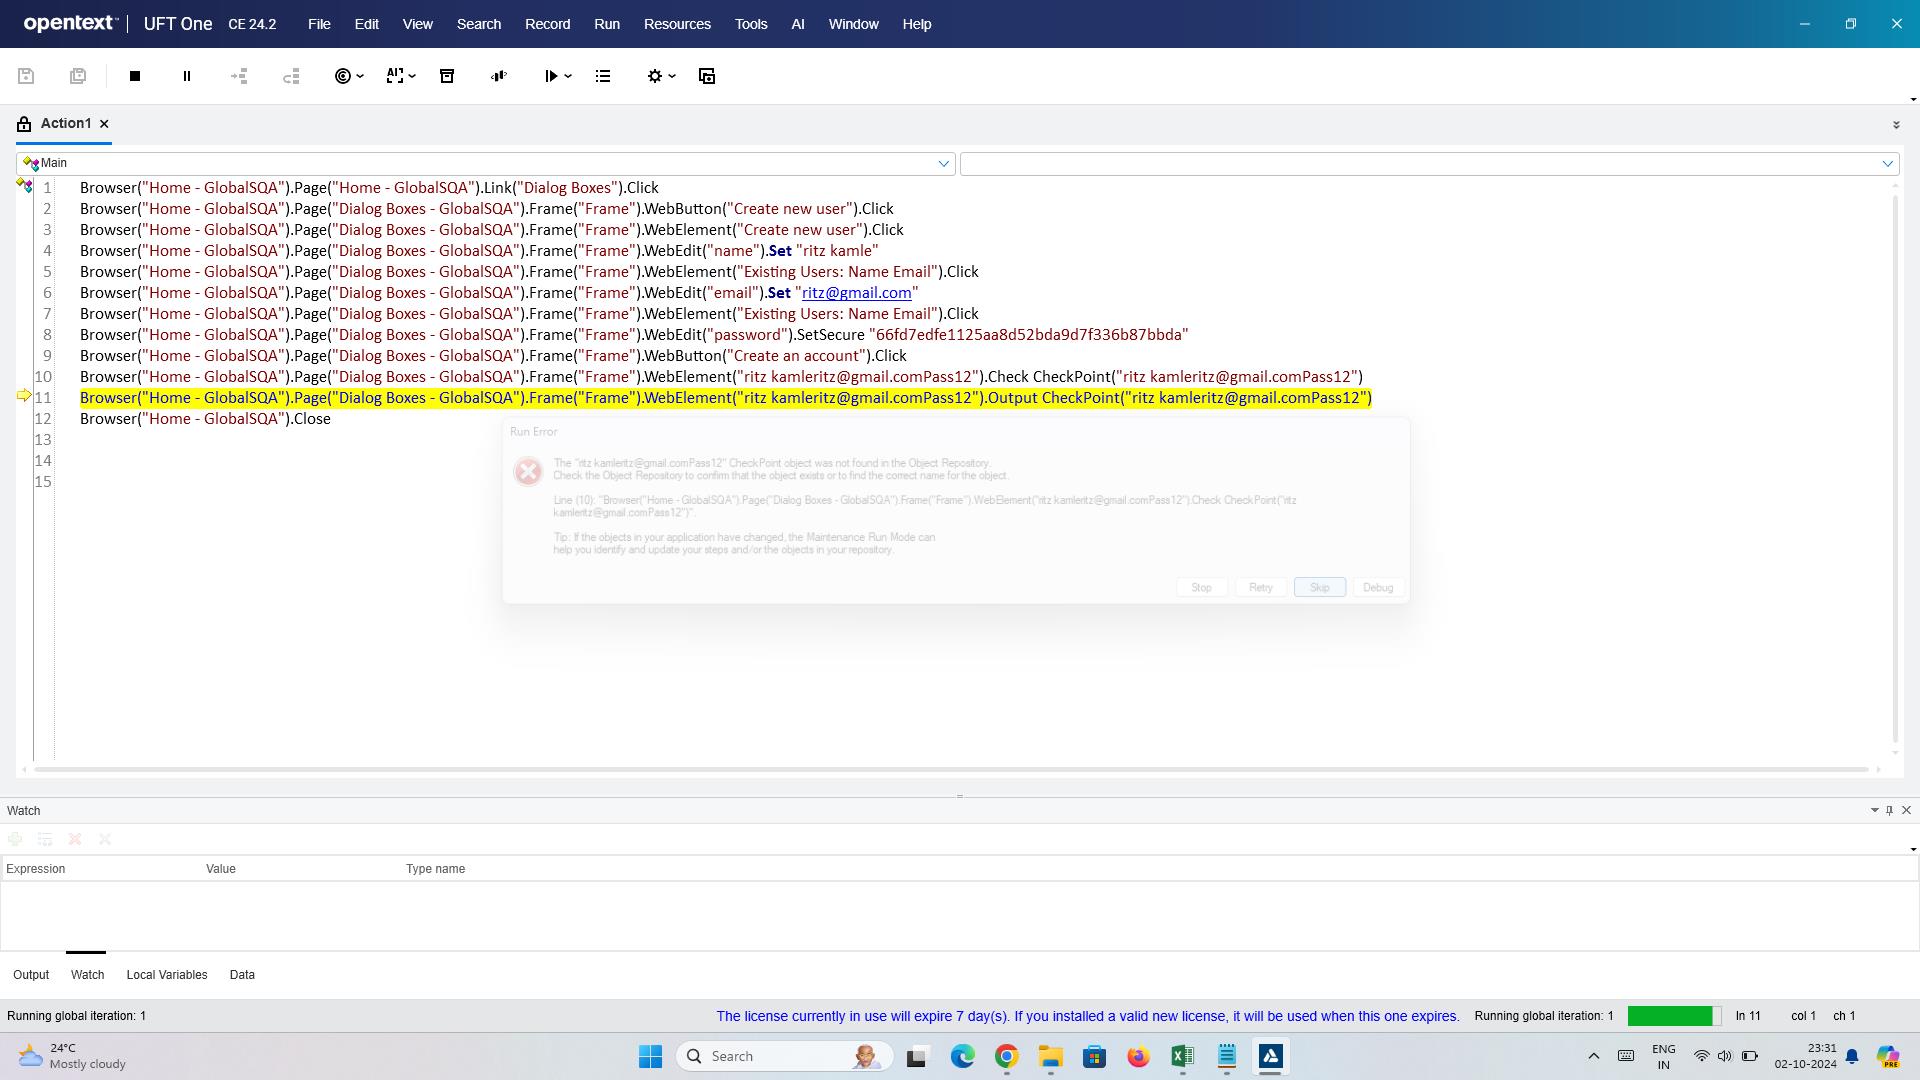 opentext™ | UFT One CE 24.2 File Edit View Search Record Run Resources Tools AI Window Help
Action1
Main
1 Browser("Home - GlobalSQA").Page("Home - GlobalSQA").Link("Dialog Boxes").Click
2 Browser("Home - GlobalSQA").Page("Dialog Boxes - GlobalSQA").Frame("Frame").WebButton("Create new user").Click
3 Browser("Home - GlobalSQA").Page("Dialog Boxes - GlobalSQA").Frame("Frame").WebElement("Create new user").Click
4 Browser("Home - GlobalSQA").Page("Dialog Boxes - GlobalSQA").Frame("Frame").WebEdit("name").Set "ritz kamle"
5 Browser("Home - GlobalSQA").Page("Dialog Boxes - GlobalSQA").Frame("Frame").WebElement("Existing Users: Name Email").Click
6 Browser("Home - GlobalSQA").Page("Dialog Boxes - GlobalSQA").Frame("Frame").WebEdit("email").Set "ritz@gmail.com"
7 Browser("Home - GlobalSQA").Page("Dialog Boxes - GlobalSQA").Frame("Frame").WebElement("Existing Users: Name Email").Click
8 Browser("Home - GlobalSQA").Page("Dialog Boxes - GlobalSQA").Frame("Frame").WebEdit("password").SetSecure "66fd7edfe1125aa8d52bda9d7f336b87bbda"
9 Browser("Home - GlobalSQA").Page("Dialog Boxes - GlobalSQA").Frame("Frame").WebButton("Create an account").Click
10 Browser("Home - GlobalSQA").Page("Dialog Boxes - GlobalSQA").Frame("Frame").WebElement("ritz kamleritz@gmail.comPass12").Check CheckPoint("ritz kamleritz@gmail.comPass12")
11 Browser("Home - GlobalSQA").Page("Dialog Boxes - GlobalSQA").Frame("Frame").WebElement("ritz kamleritz@gmail.comPass12").Output CheckPoint("ritz kamleritz@gmail.comPass12")
12 Browser("Home - GlobalSQA").Close
13
14
15
Run Error
The "ritz kamleritz@gmail.comPass12" CheckPoint object was not found in the Object Repository.
Check the Object Repository to confirm that the object exists or to find the correct name for the object.
Line (10): "Browser("Home - GlobalSQA").Page("Dialog Boxes - GlobalSQA").Frame("Frame").WebElement("ritz kamleritz@gmail.comPass12").Check CheckPoint("ritz
kamleritz@gmail.comPass12")".
Tip: If the objects in your application have changed, the Maintenance Run Mode can
help you identify and update your steps and/or the objects in your repository.
Stop Retry Skip Debug
Watch
Expression Value Type name
Output Watch Local Variables Data
Running global iteration: 1 The license currently in use will expire 7 day(s). If you installed a valid new license, it will be used when this one expires. Running global iteration: 1 ln 11 col 1 ch 1
24°C
Mostly cloudy
Search
ENG
IN
23:31
02-10-2024
PRE